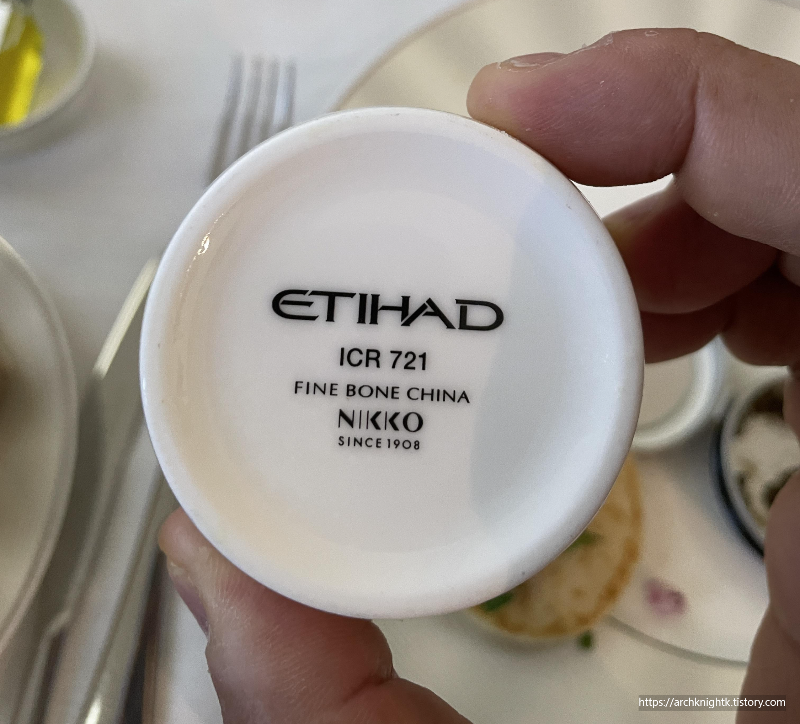 ETIHAD
ICR 721
FINE BONE CHINA
NIKKO
SINCE 1908
https://archknightk.tistory.com